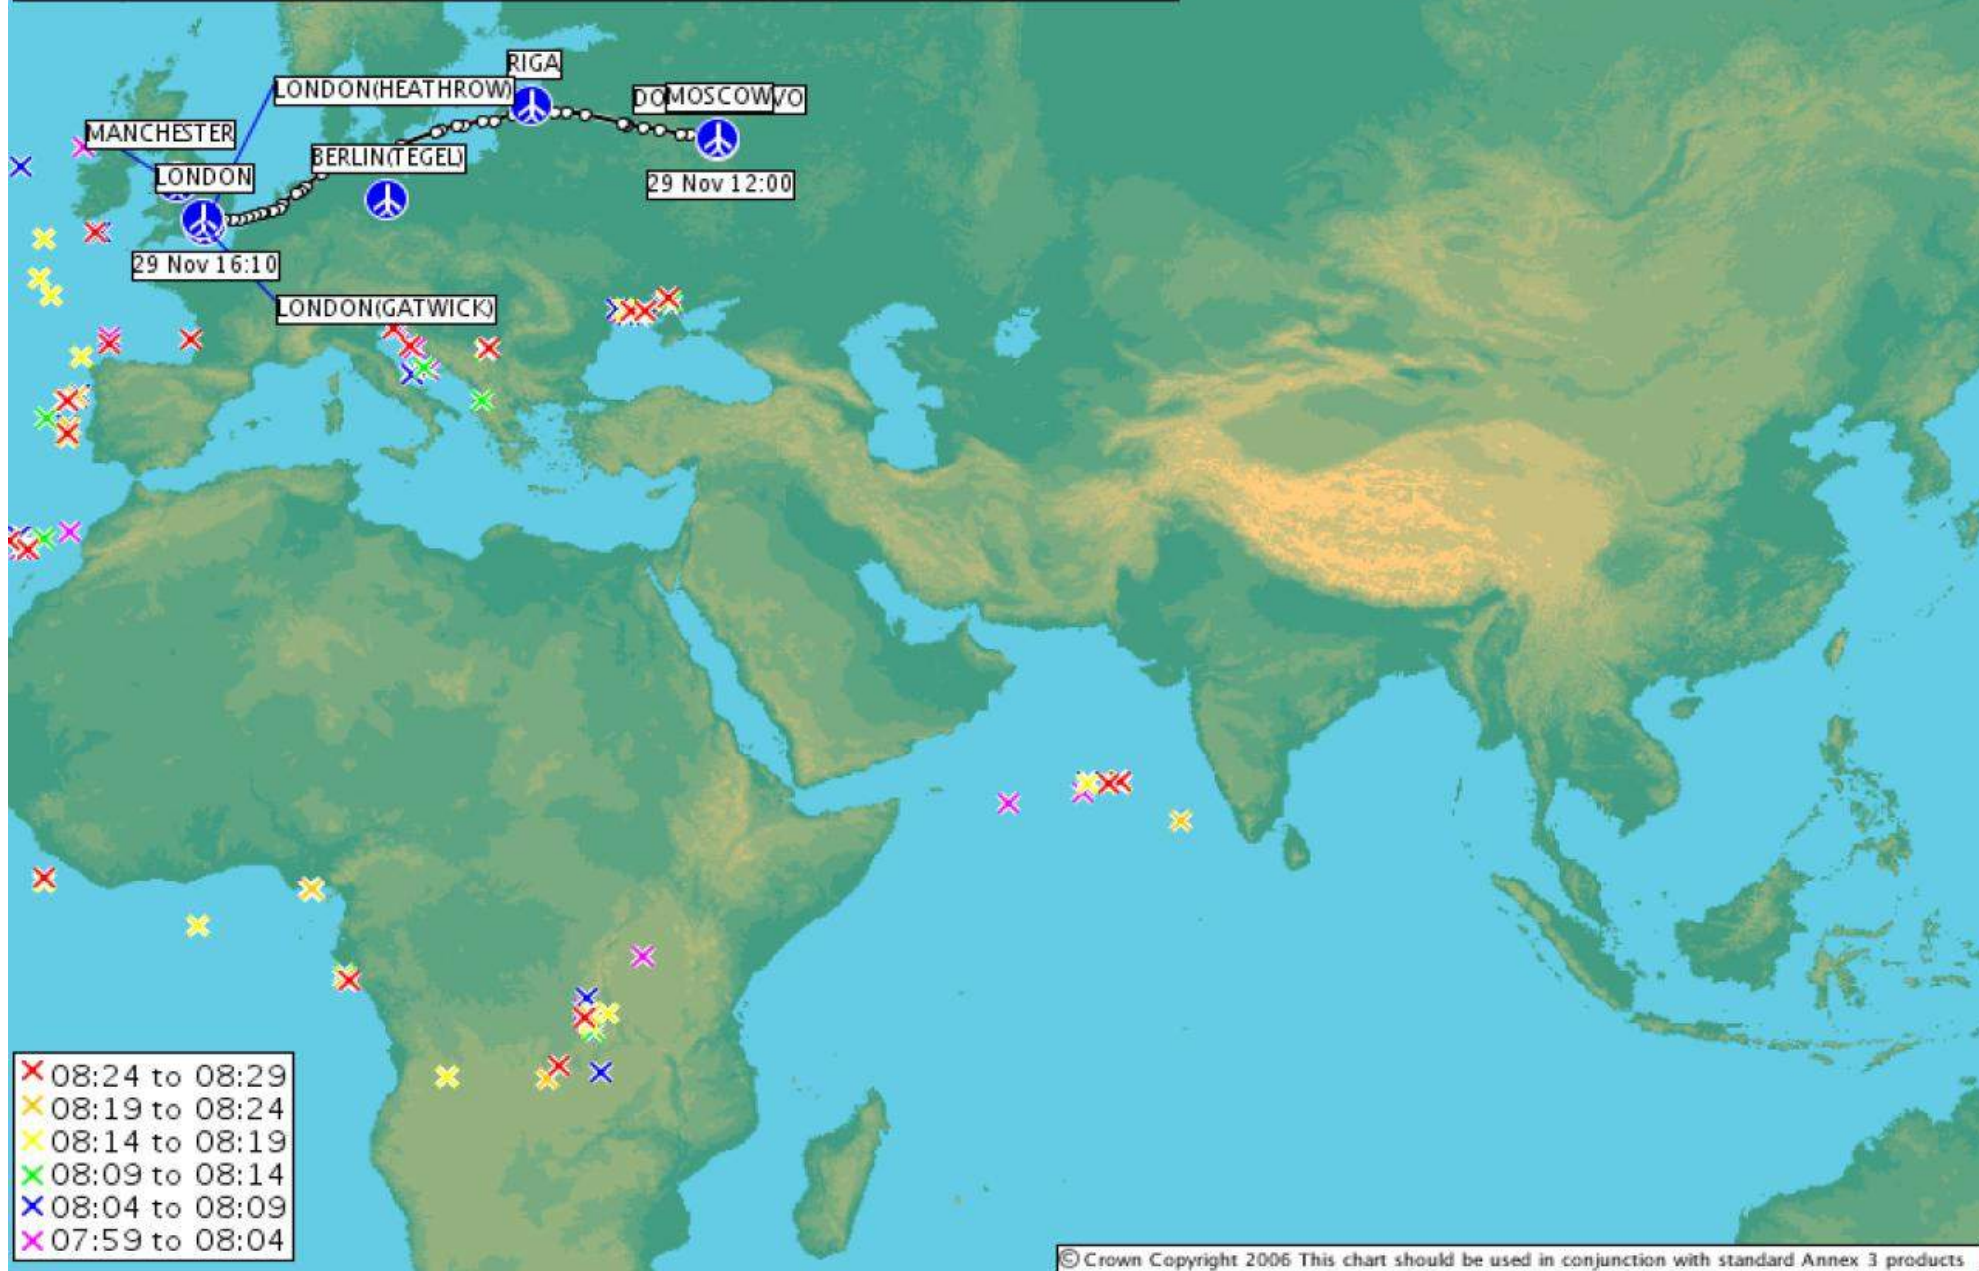 RIGA
LONDON(HEATHROW)
DO MOSCOW VO
MANCHESTER
BERLIN(TEGEL)
LONDON
29 Nov 12:00
29 Nov 16:10
LONDON(GATWICK)
08:24 to 08:29
08:19 to 08:24
08:14 to 08:19
08:09 to 08:14
08:04 to 08:09
07:59 to 08:04
© Crown Copyright 2006 This chart should be used in conjunction with standard Annex 3 products